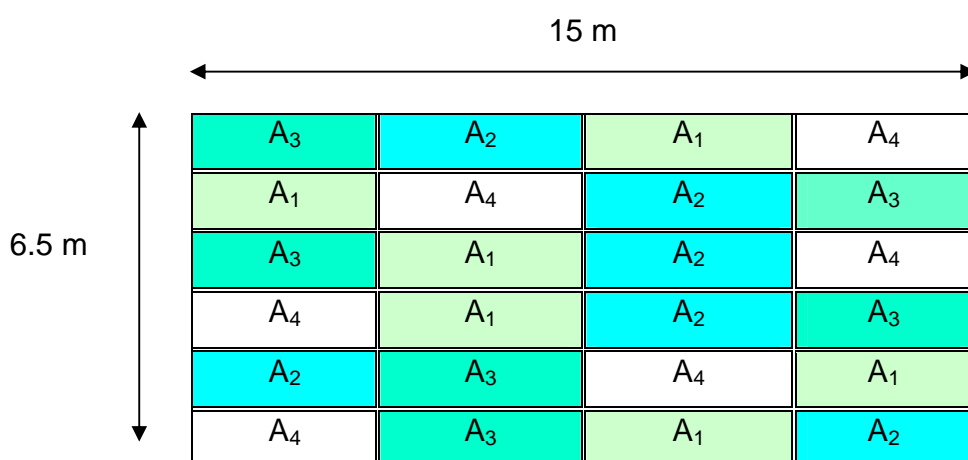 15 m
A₃ A₂ A₁ A₄
A₁ A₄ A₂ A₃
6.5 m
A₃ A₁ A₂ A₄
A₄ A₁ A₂ A₃
A₂ A₃ A₄ A₁
A₄ A₃ A₁ A₂